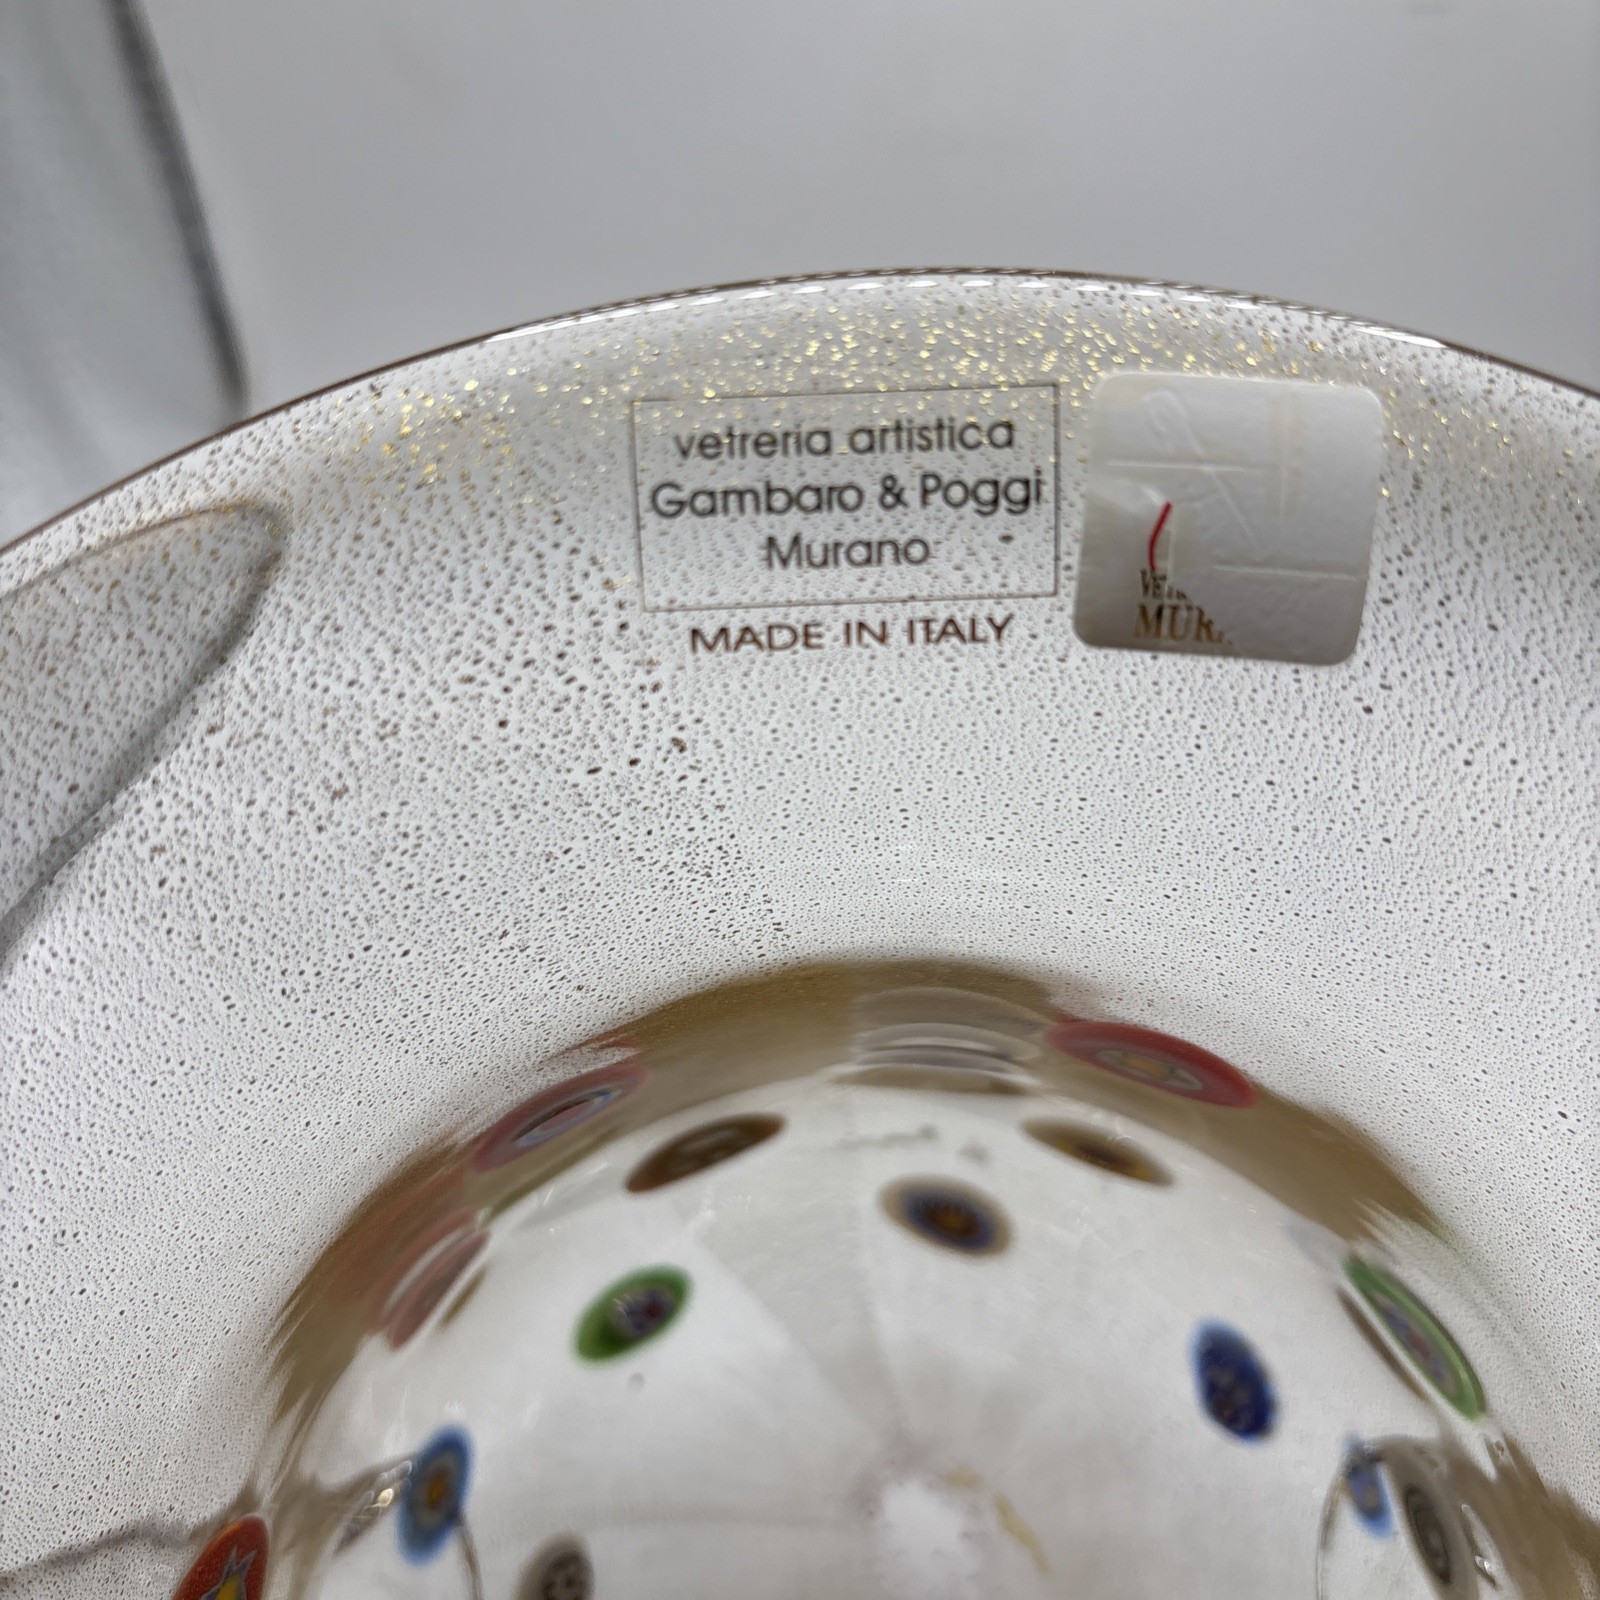 vetreria artistica
Gambaro & Poggi
Murano
MADE IN ITALY